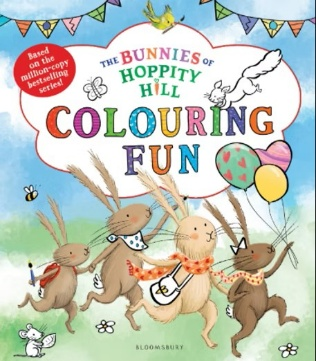 Based
on the
million-copy
bestselling
series!
THE BUNNIES OF
HOPPITY
HILL
COLOURING
FUN
BLOOMSBURY